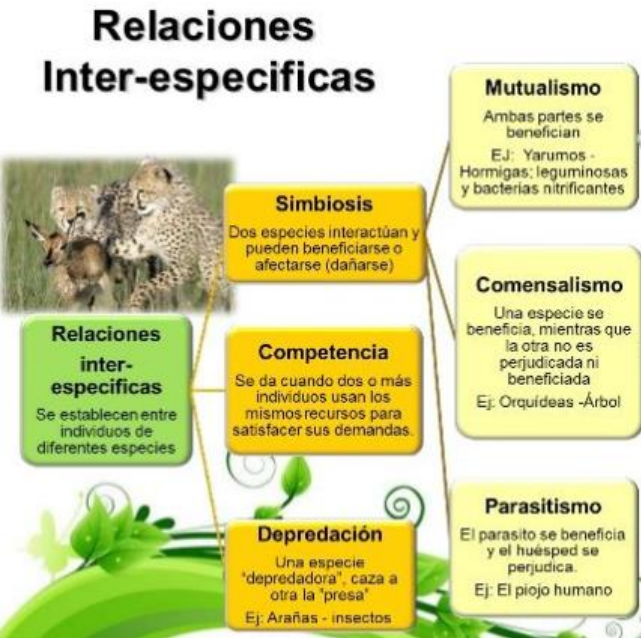 Relaciones
Inter-especificas
Relaciones
inter-
especificas
Se establecen entre
individuos de
diferentes especies
Simbiosis
Dos especies interactúan y
pueden beneficiarse o
afectarse (dañarse)
Competencia
Se da cuando dos o más
individuos usan los
mismos recursos para
satisfacer sus demandas.
Depredación
Una especie
"depredadora", caza a
otra la "presa"
Ej: Arañas - insectos
Mutualismo
Ambas partes se
benefician
EJ: Yarumos -
Hormigas; leguminosas
y bacterias nitrificantes
Comensalismo
Una especie se
beneficia, mientras que
la otra no es
perjudicada ni
beneficiada
Ej: Orquídeas -Árbol
Parasitismo
El parasito se beneficia
y el huésped se
perjudica.
Ej: El piojo humano